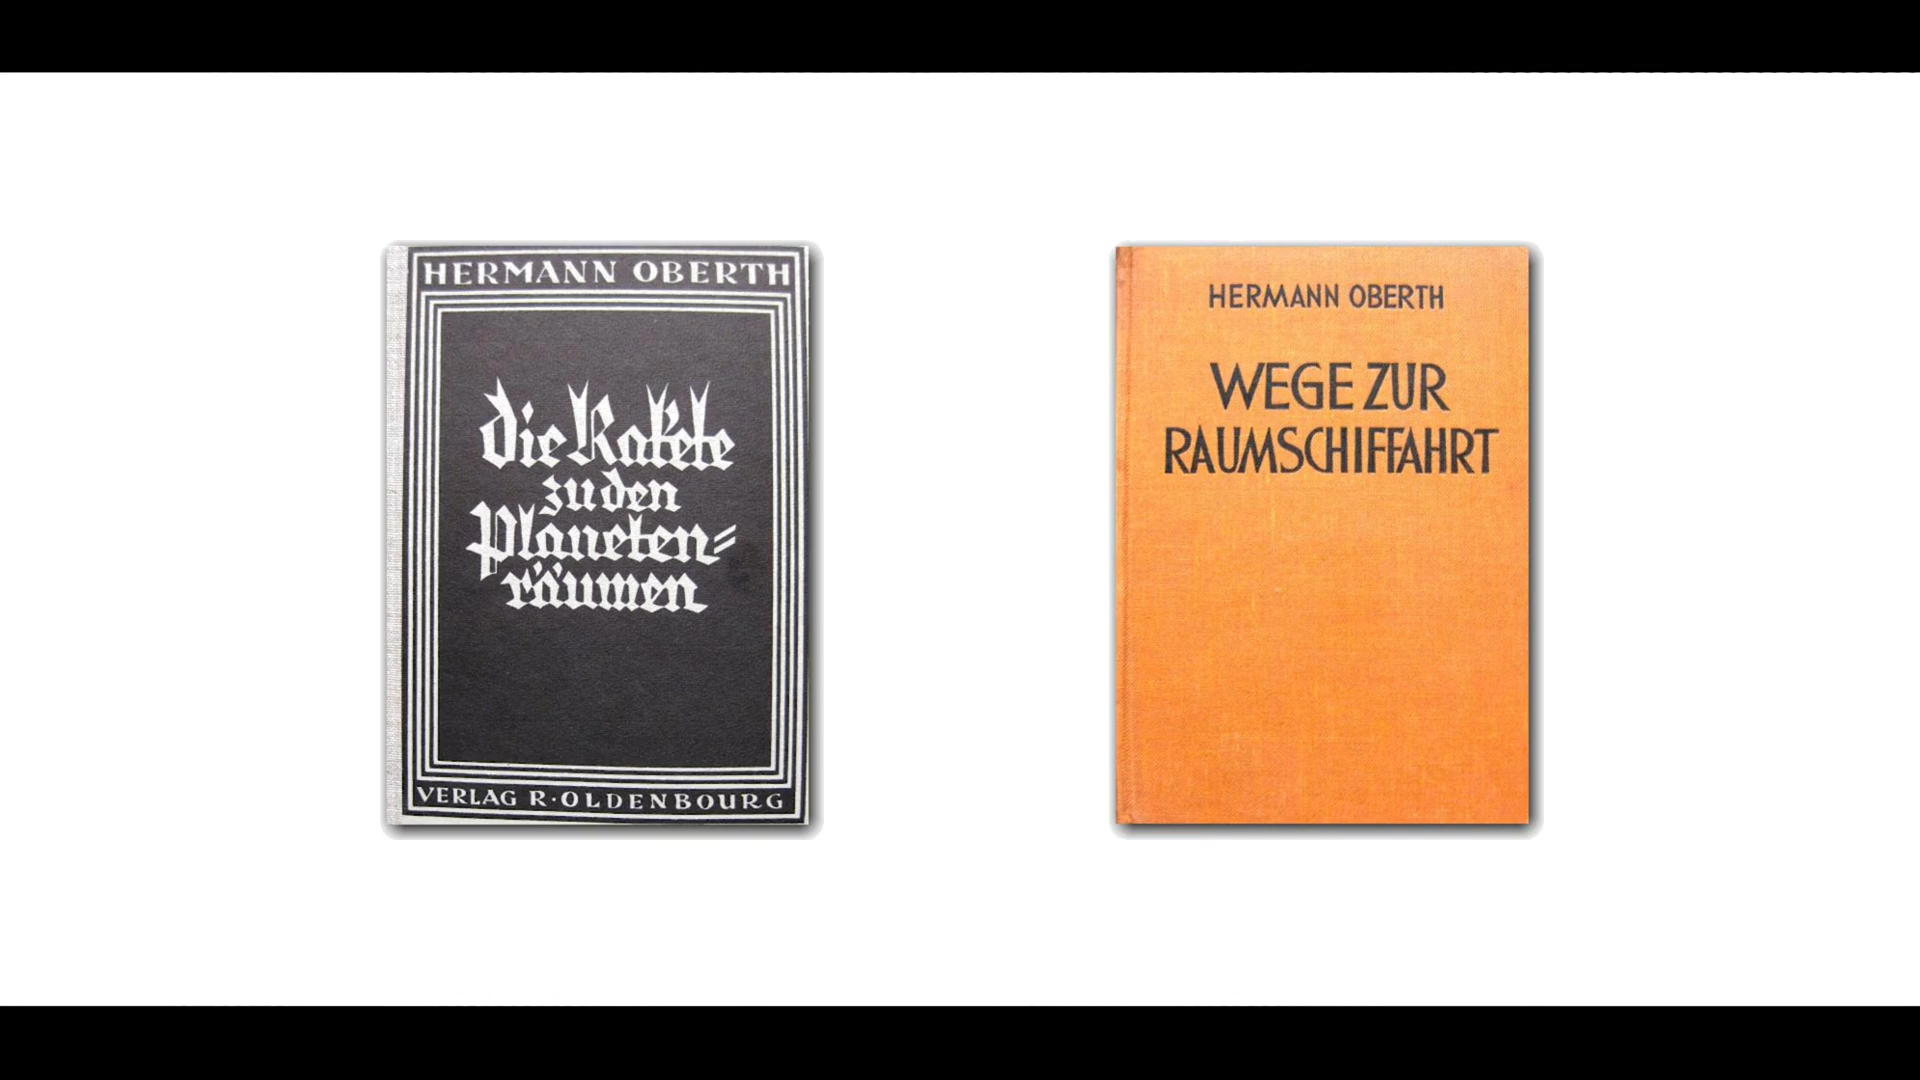 HERMANN OBERTH
die Rakete
zu den
Planeten=
räumen
VERLAG R·OLDENBOURG
HERMANN OBERTH
WEGE ZUR
RAUMSCHIFFAHRT